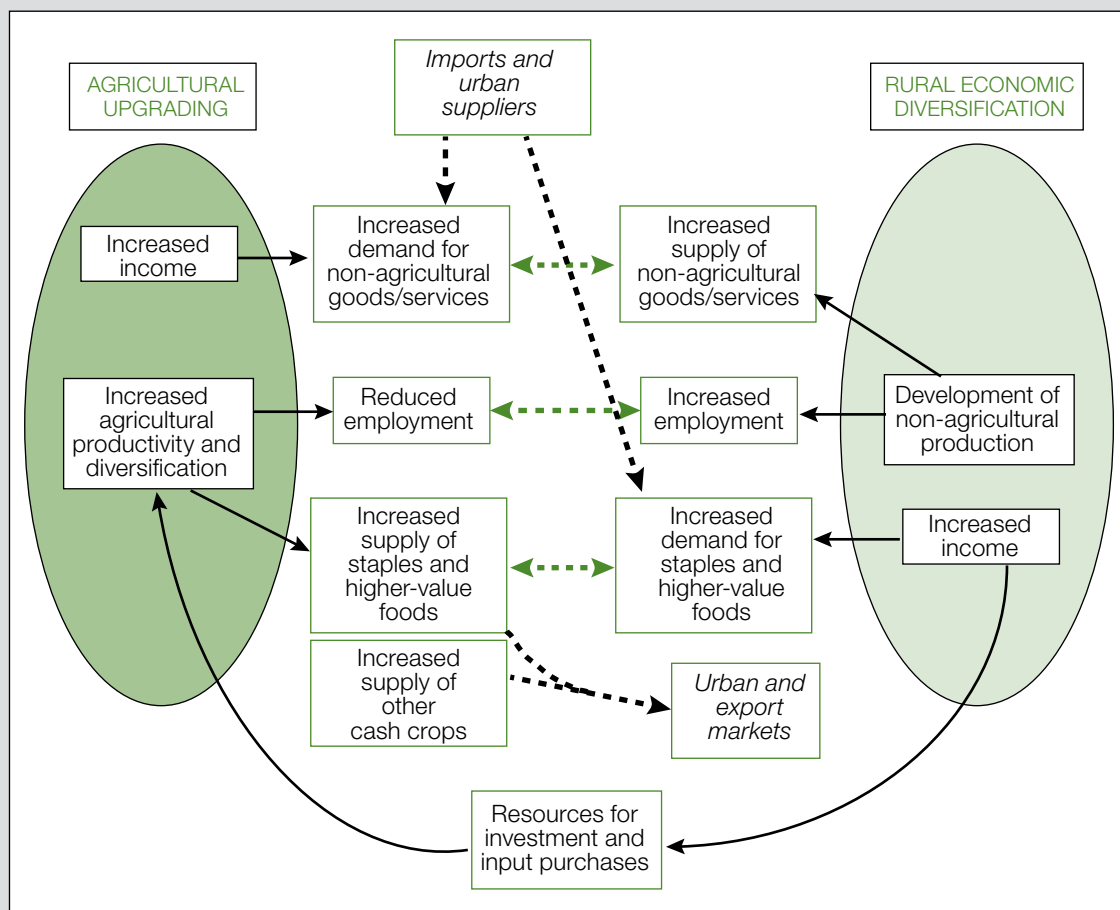 AGRICULTURAL
UPGRADING
Imports and
urban
suppliers
RURAL ECONOMIC
DIVERSIFICATION
Increased
income
Increased
demand for
non-agricultural
goods/services
Increased
supply of
non-agricultural
goods/services
Increased
agricultural
productivity and
diversification
Reduced
employment
Increased
employment
Development of
non-agricultural
production
Increased
supply of
staples and
higher-value
foods
Increased
demand for
staples and
higher-value
foods
Increased
income
Increased
supply of
other
cash crops
Urban and
export
markets
Resources for
investment and
input purchases